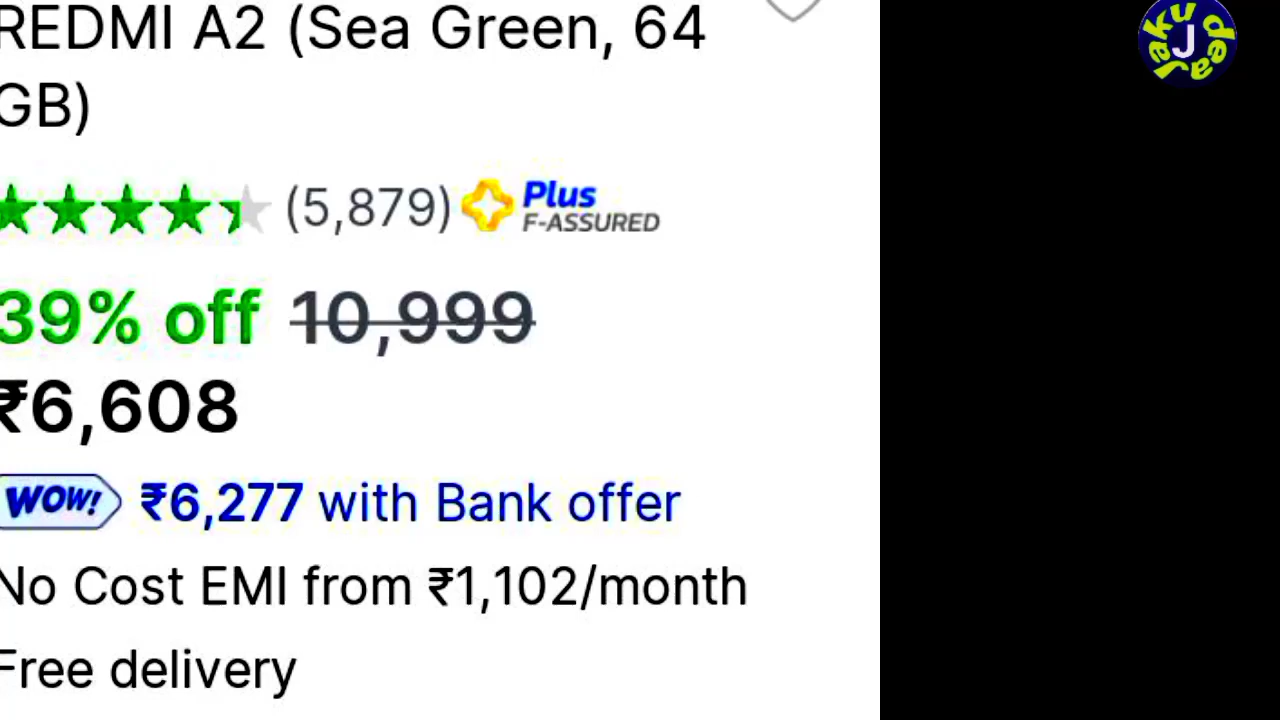 REDMI A2 (Sea Green, 64
GB)
(5,879) Plus
F-ASSURED
39% off 10,999
₹6,608
WOW! ₹6,277 with Bank offer
No Cost EMI from ₹1,102/month
Free delivery
J